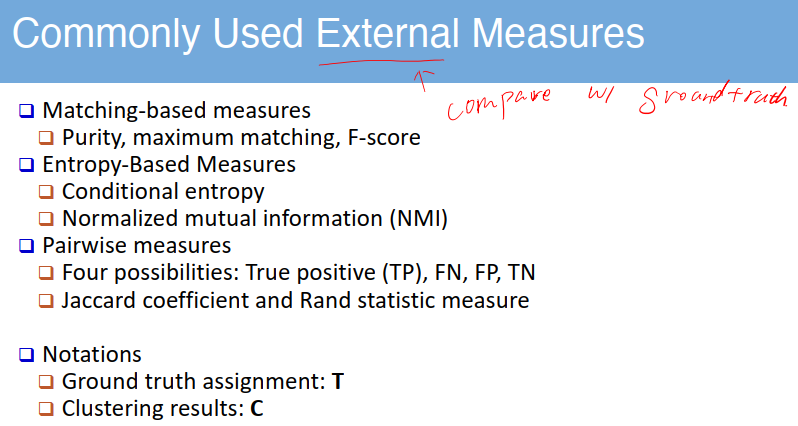 Commonly Used External Measures
compare w/ groundtruth
Matching-based measures
Purity, maximum matching, F-score
Entropy-Based Measures
Conditional entropy
Normalized mutual information (NMI)
Pairwise measures
Four possibilities: True positive (TP), FN, FP, TN
Jaccard coefficient and Rand statistic measure
Notations
Ground truth assignment: T
Clustering results: C